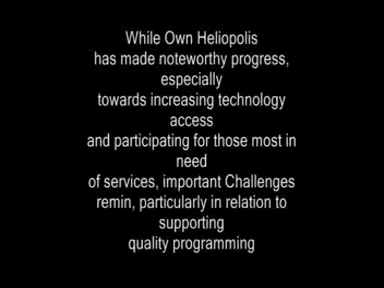 While Own Heliopolis
has made noteworthy progress,
especially
towards increasing technology
access
and participating for those most in
need
of services, important Challenges
remin, particularly in relation to
supporting
quality programming